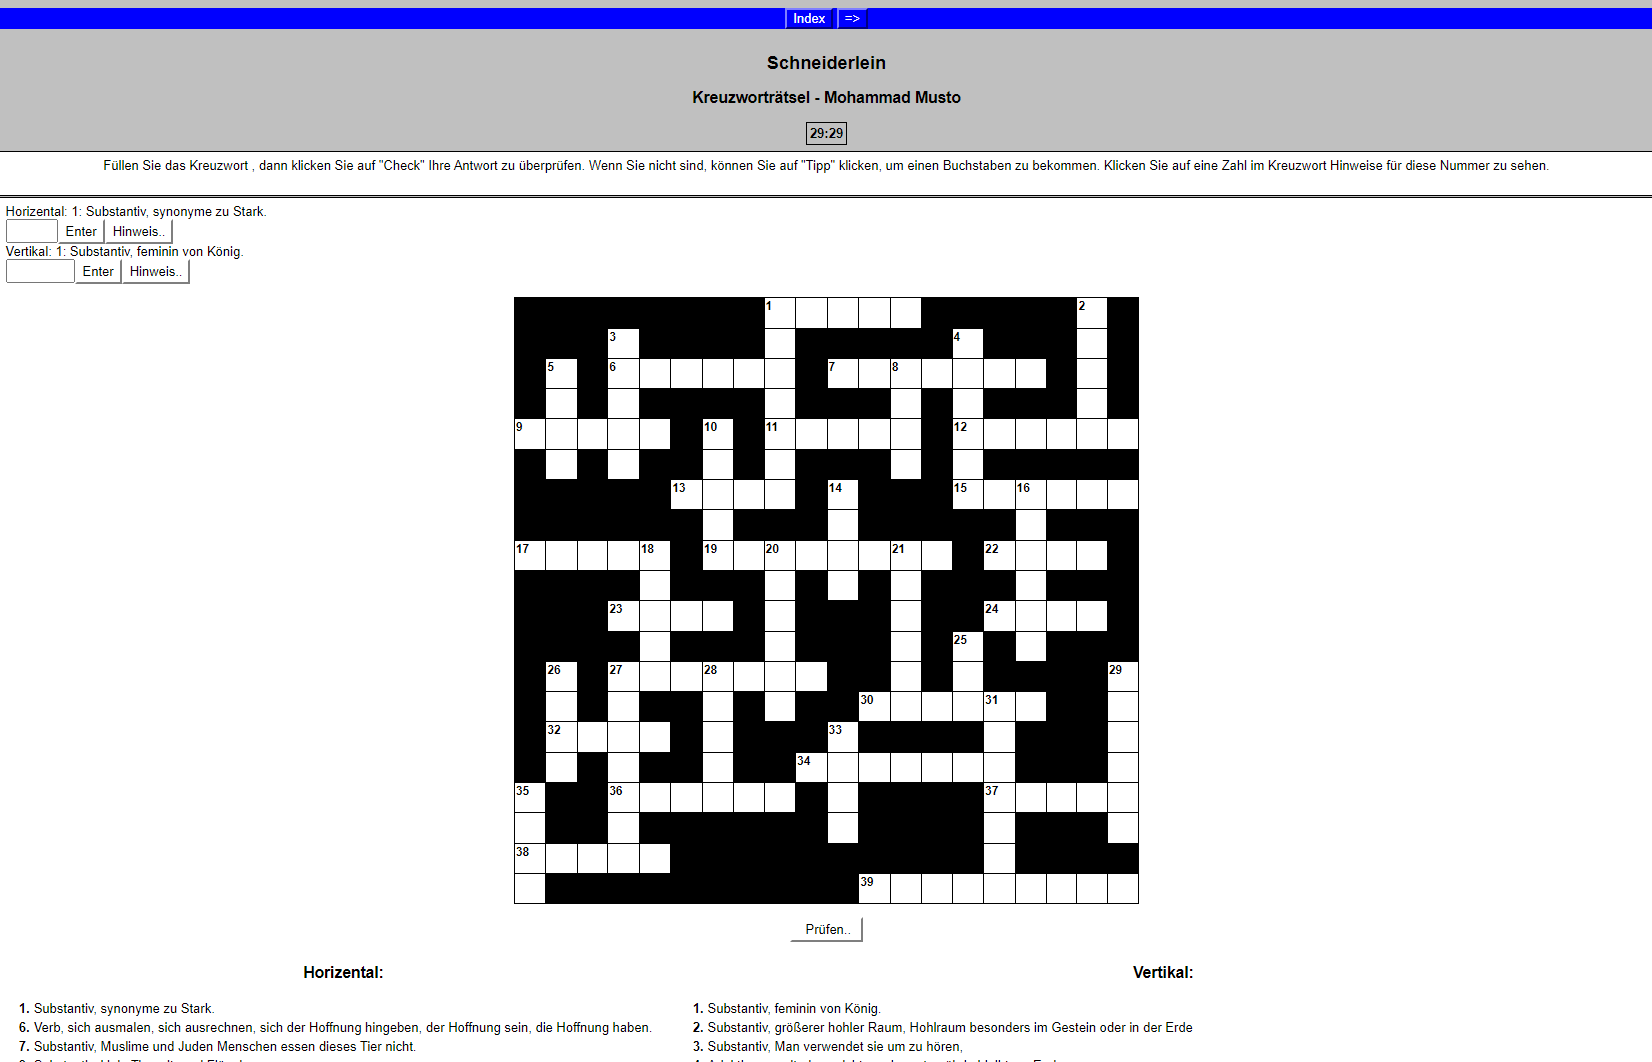 Index =>
Schneiderlein
Kreuzworträtsel - Mohammad Musto
29:29
Füllen Sie das Kreuzwort , dann klicken Sie auf "Check" Ihre Antwort zu überprüfen. Wenn Sie nicht sind, können Sie auf "Tipp" klicken, um einen Buchstaben zu bekommen. Klicken Sie auf eine Zahl im Kreuzwort Hinweise für diese Nummer zu sehen.
Horizental: 1: Substantiv, synonyme zu Stark.
Enter Hinweis..
Vertikal: 1: Substantiv, feminin von König.
Enter Hinweis..
1 2
3 4
5 6 7 8
9 10 11 12
13 14 15 16
17 18 19 20 21 22
23 24
25
26 27 28 29
30 31
32 33
34
35 36 37
38
39
Prüfen..
Horizental:
1. Substantiv, synonyme zu Stark.
6. Verb, sich ausmalen, sich ausrechnen, sich der Hoffnung hingeben, der Hoffnung sein, die Hoffnung haben.
7. Substantiv, Muslime und Juden Menschen essen dieses Tier nicht.
Vertikal:
1. Substantiv, feminin von König.
2. Substantiv, größerer hohler Raum, Hohlraum besonders im Gestein oder in der Erde
3. Substantiv, Man verwendet sie um zu hören,